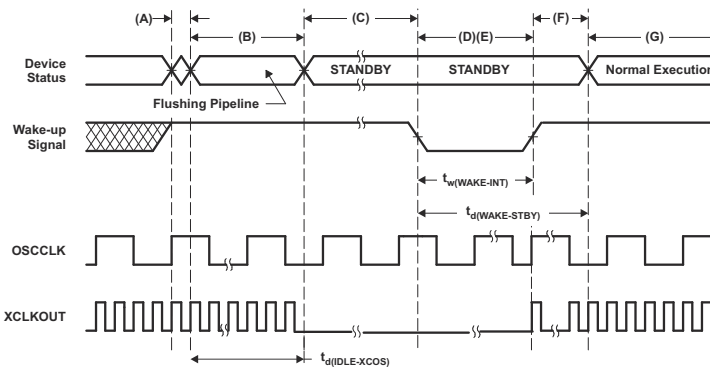 (A)
(B)
(C)
(D)(E)
(F)
(G)
Device
Status
STANDBY
STANDBY
Normal Execution
Flushing Pipeline
Wake-up
Signal
tw(WAKE-INT)
td(WAKE-STBY)
OSCCLK
XCLKOUT
td(IDLE-XCOS)